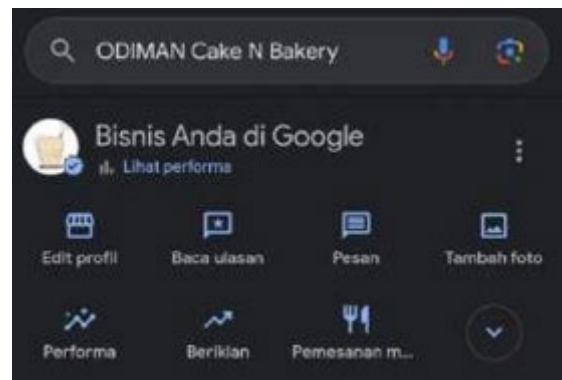 ODIMAN Cake N Bakery
Bisnis Anda di Google
Lihat performa
Edit profil Baca ulasan Pesan Tambah foto
Performa Beriklan Pemesanan m...